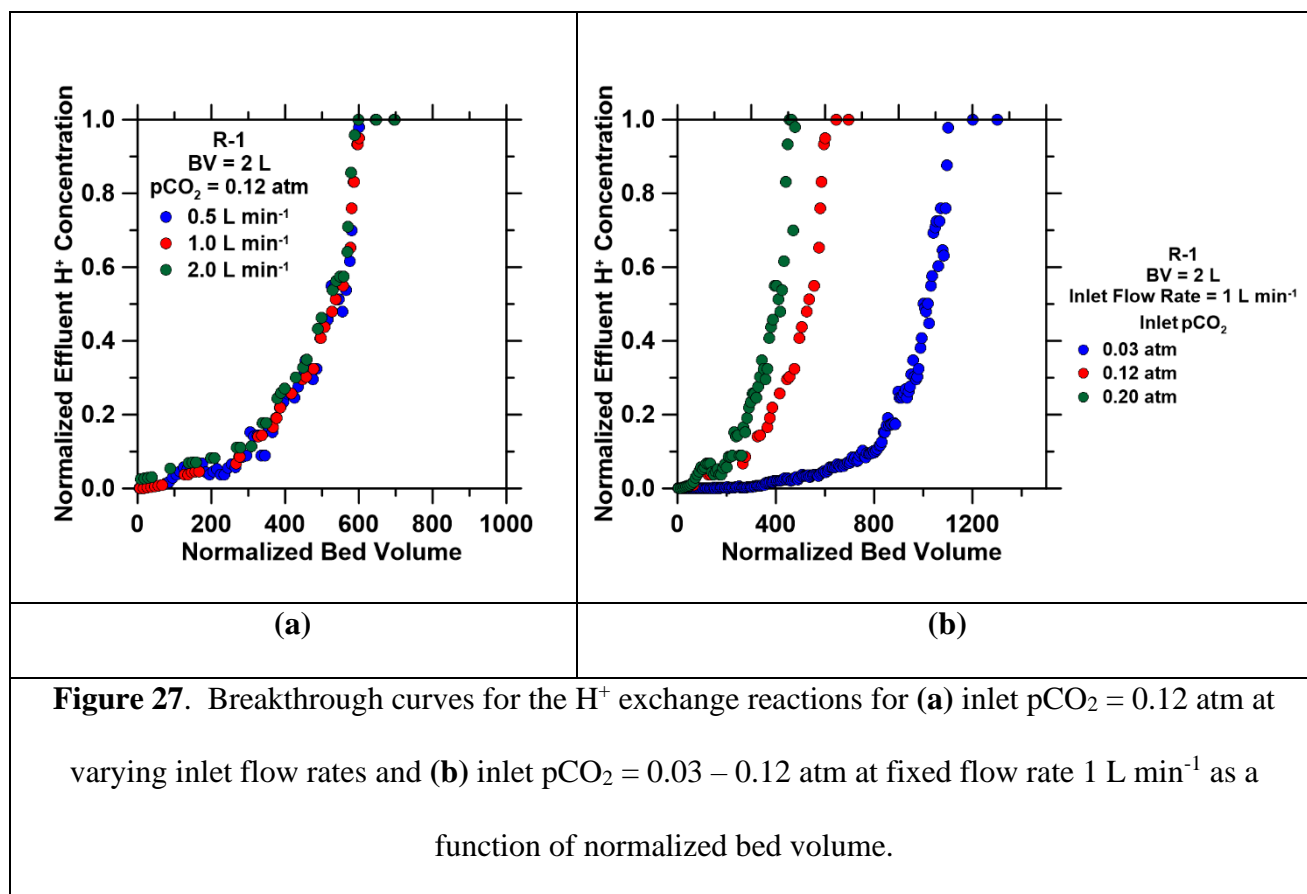 Normalized Effluent H⁺ Concentration
1.0
0.8
0.6
0.4
0.2
0.0
R-1
BV = 2 L
pCO₂ = 0.12 atm
0.5 L min⁻¹
1.0 L min⁻¹
2.0 L min⁻¹
0 200 400 600 800 1000
Normalized Bed Volume
Normalized Effluent H⁺ Concentration
1.0
0.8
0.6
0.4
0.2
0.0
0 400 800 1200
Normalized Bed Volume
R-1
BV = 2 L
Inlet Flow Rate = 1 L min⁻¹
Inlet pCO₂
0.03 atm
0.12 atm
0.20 atm
(a)
(b)
Figure 27. Breakthrough curves for the H⁺ exchange reactions for (a) inlet pCO₂ = 0.12 atm at
varying inlet flow rates and (b) inlet pCO₂ = 0.03 – 0.12 atm at fixed flow rate 1 L min⁻¹ as a
function of normalized bed volume.